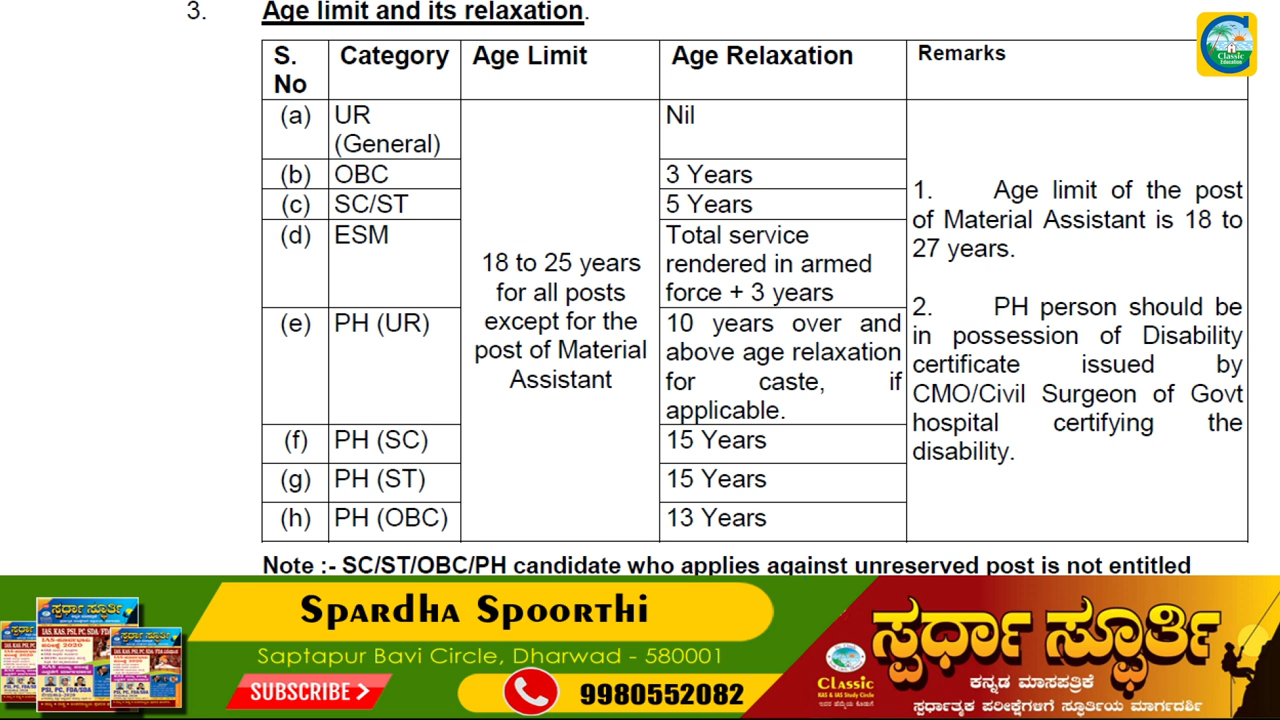 3. Age limit and its relaxation.
S. No Category Age Limit Age Relaxation Remarks
(a) UR (General) Nil
(b) OBC 3 Years
(c) SC/ST 5 Years
(d) ESM Total service rendered in armed force + 3 years
(e) PH (UR) 10 years over and above age relaxation for caste, if applicable.
(f) PH (SC) 15 Years
(g) PH (ST) 15 Years
(h) PH (OBC) 13 Years
18 to 25 years
for all posts
except for the
post of Material
Assistant
1. Age limit of the post
of Material Assistant is 18 to
27 years.
2. PH person should be
in possession of Disability
certificate issued by
CMO/Civil Surgeon of Govt
hospital certifying the
disability.
Note :- SC/ST/OBC/PH candidate who applies against unreserved post is not entitled
Classic
Education
Spardha Spoorthi
Saptapur Bavi Circle, Dharwad - 580001
SUBSCRIBE >
9980552082
Classic
KAS & IAS Study Circle
ಸ್ಪರ್ಧಾ ಸ್ಫೂರ್ತಿ
ಕನ್ನಡ ಮಾಸಪತ್ರಿಕೆ
ಸ್ಪರ್ಧಾತ್ಮಕ ಪರೀಕ್ಷೆಗಳಿಗೆ ಸ್ಫೂರ್ತಿಯ ಮಾರ್ಗದರ್ಶಿ